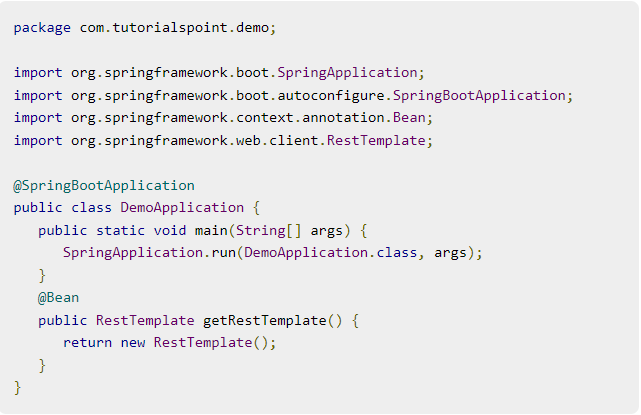 package com.tutorialspoint.demo;
import org.springframework.boot.SpringApplication;
import org.springframework.boot.autoconfigure.SpringBootApplication;
import org.springframework.context.annotation.Bean;
import org.springframework.web.client.RestTemplate;
@SpringBootApplication
public class DemoApplication {
   public static void main(String[] args) {
      SpringApplication.run(DemoApplication.class, args);
   }
   @Bean
   public RestTemplate getRestTemplate() {
      return new RestTemplate();
   }
}